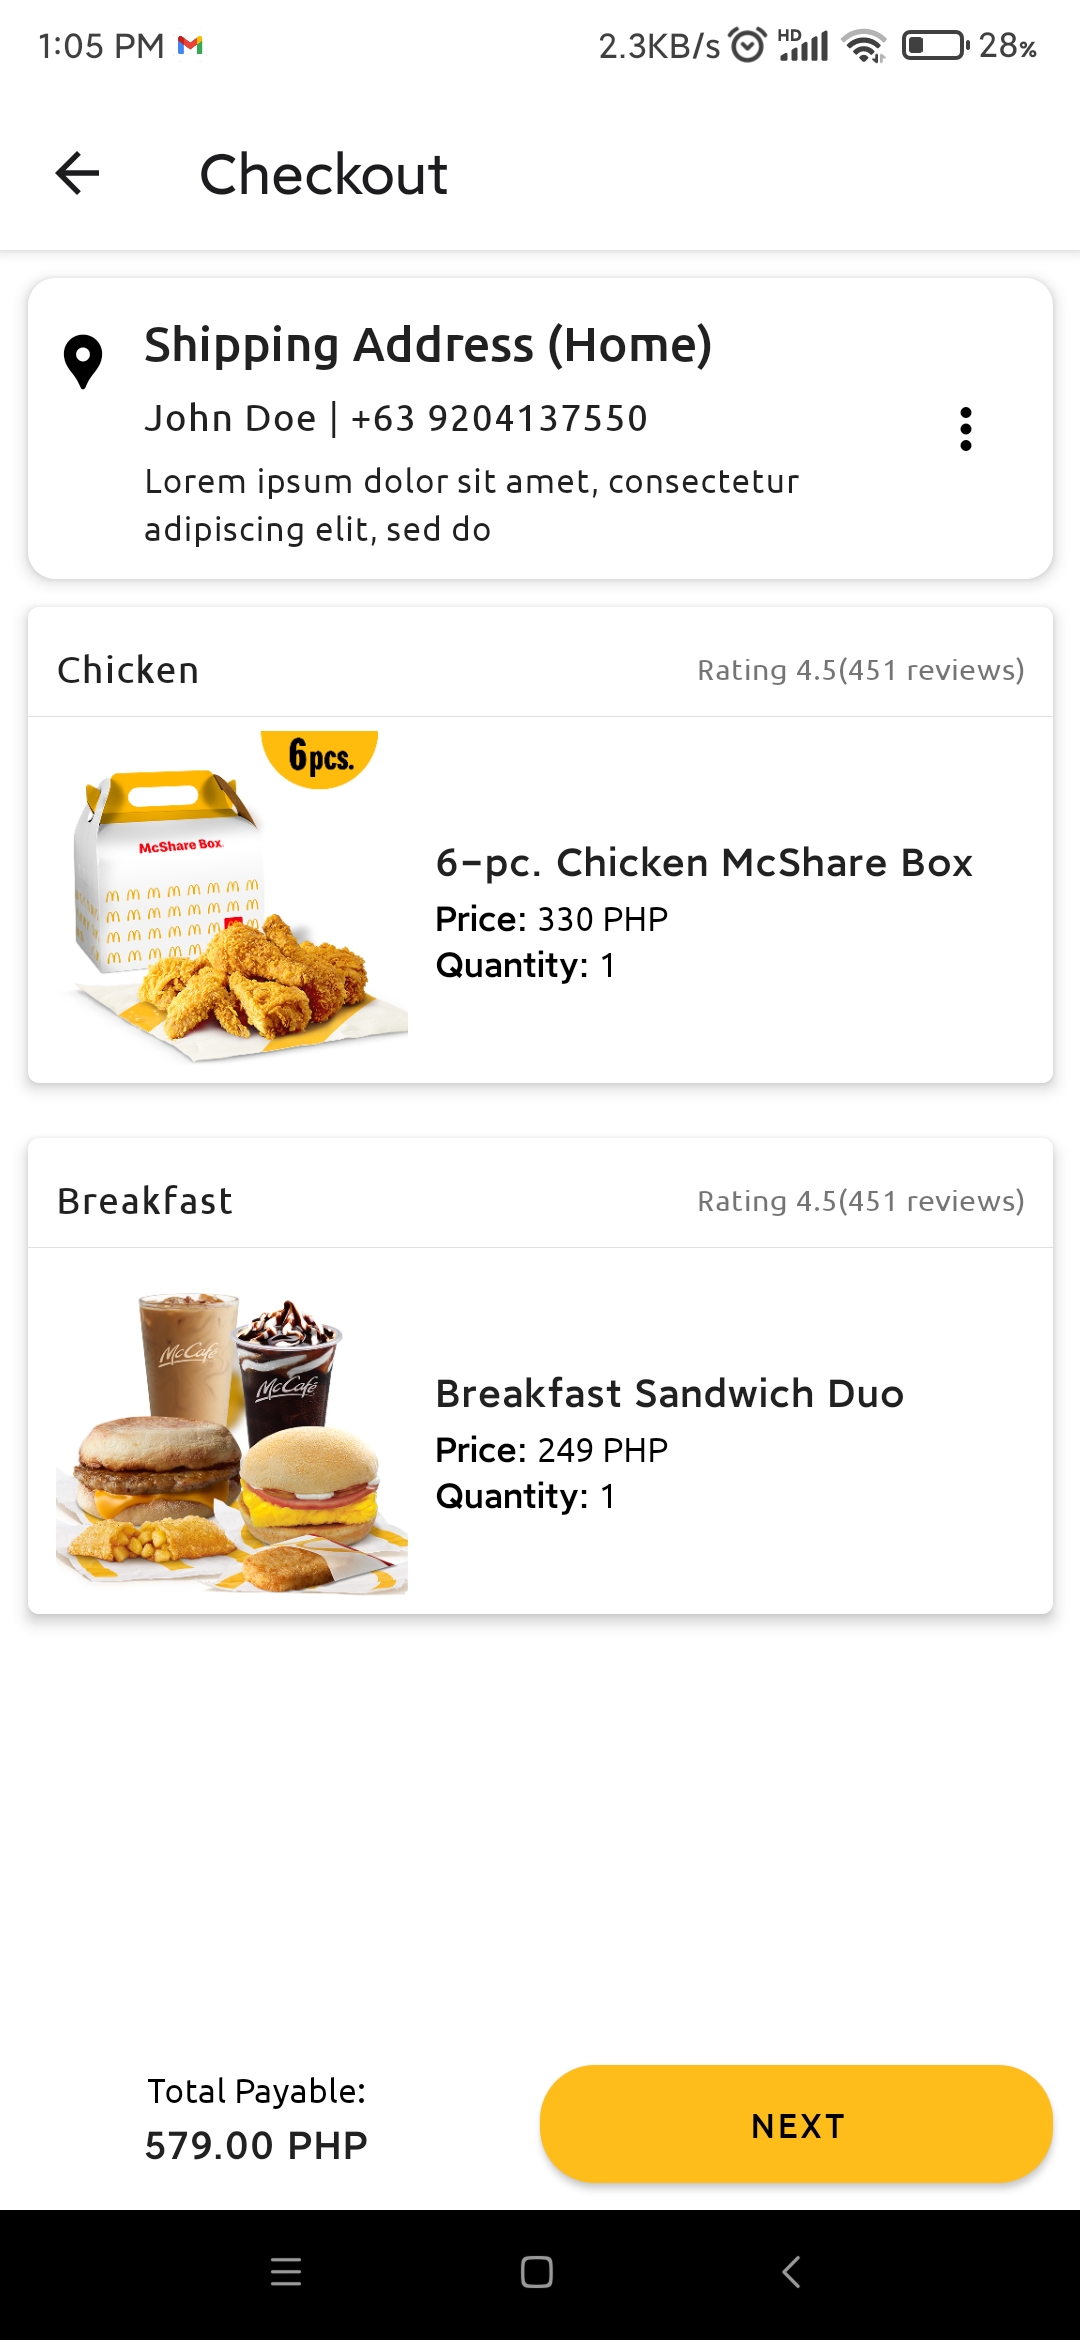 1:05 PM 2.3KB/s HD 28%
Checkout
Shipping Address (Home)
John Doe | +63 9204137550
Lorem ipsum dolor sit amet, consectetur
adipiscing elit, sed do
Chicken Rating 4.5(451 reviews)
6pcs.
McShare Box
6-pc. Chicken McShare Box
Price: 330 PHP
Quantity: 1
Breakfast Rating 4.5(451 reviews)
McCafé
McCafé
Breakfast Sandwich Duo
Price: 249 PHP
Quantity: 1
Total Payable:
579.00 PHP
NEXT